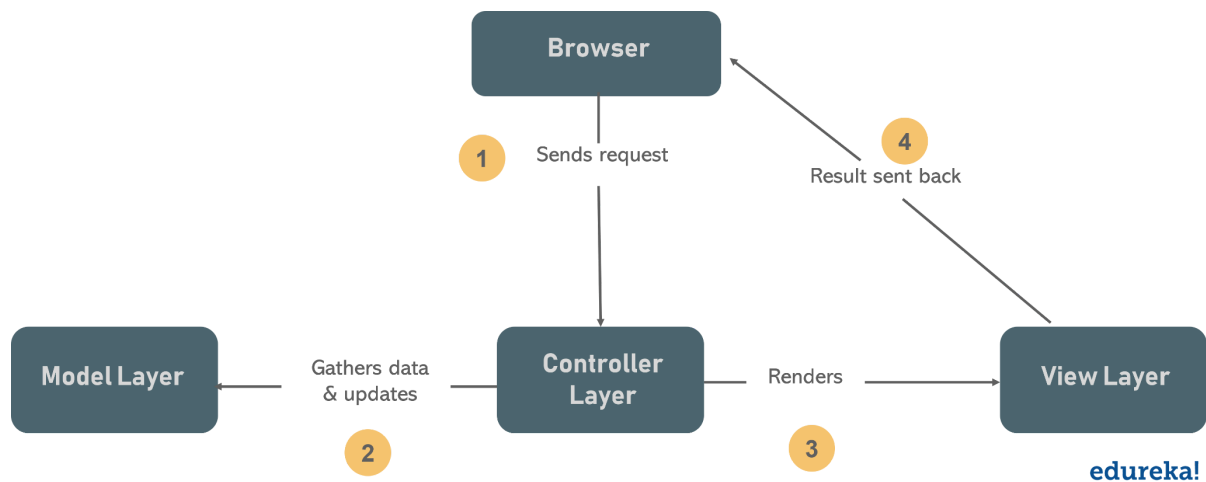 Browser
1
Sends request
4
Result sent back
Model Layer
Gathers data
& updates
2
Controller
Layer
Renders
3
View Layer
edureka!